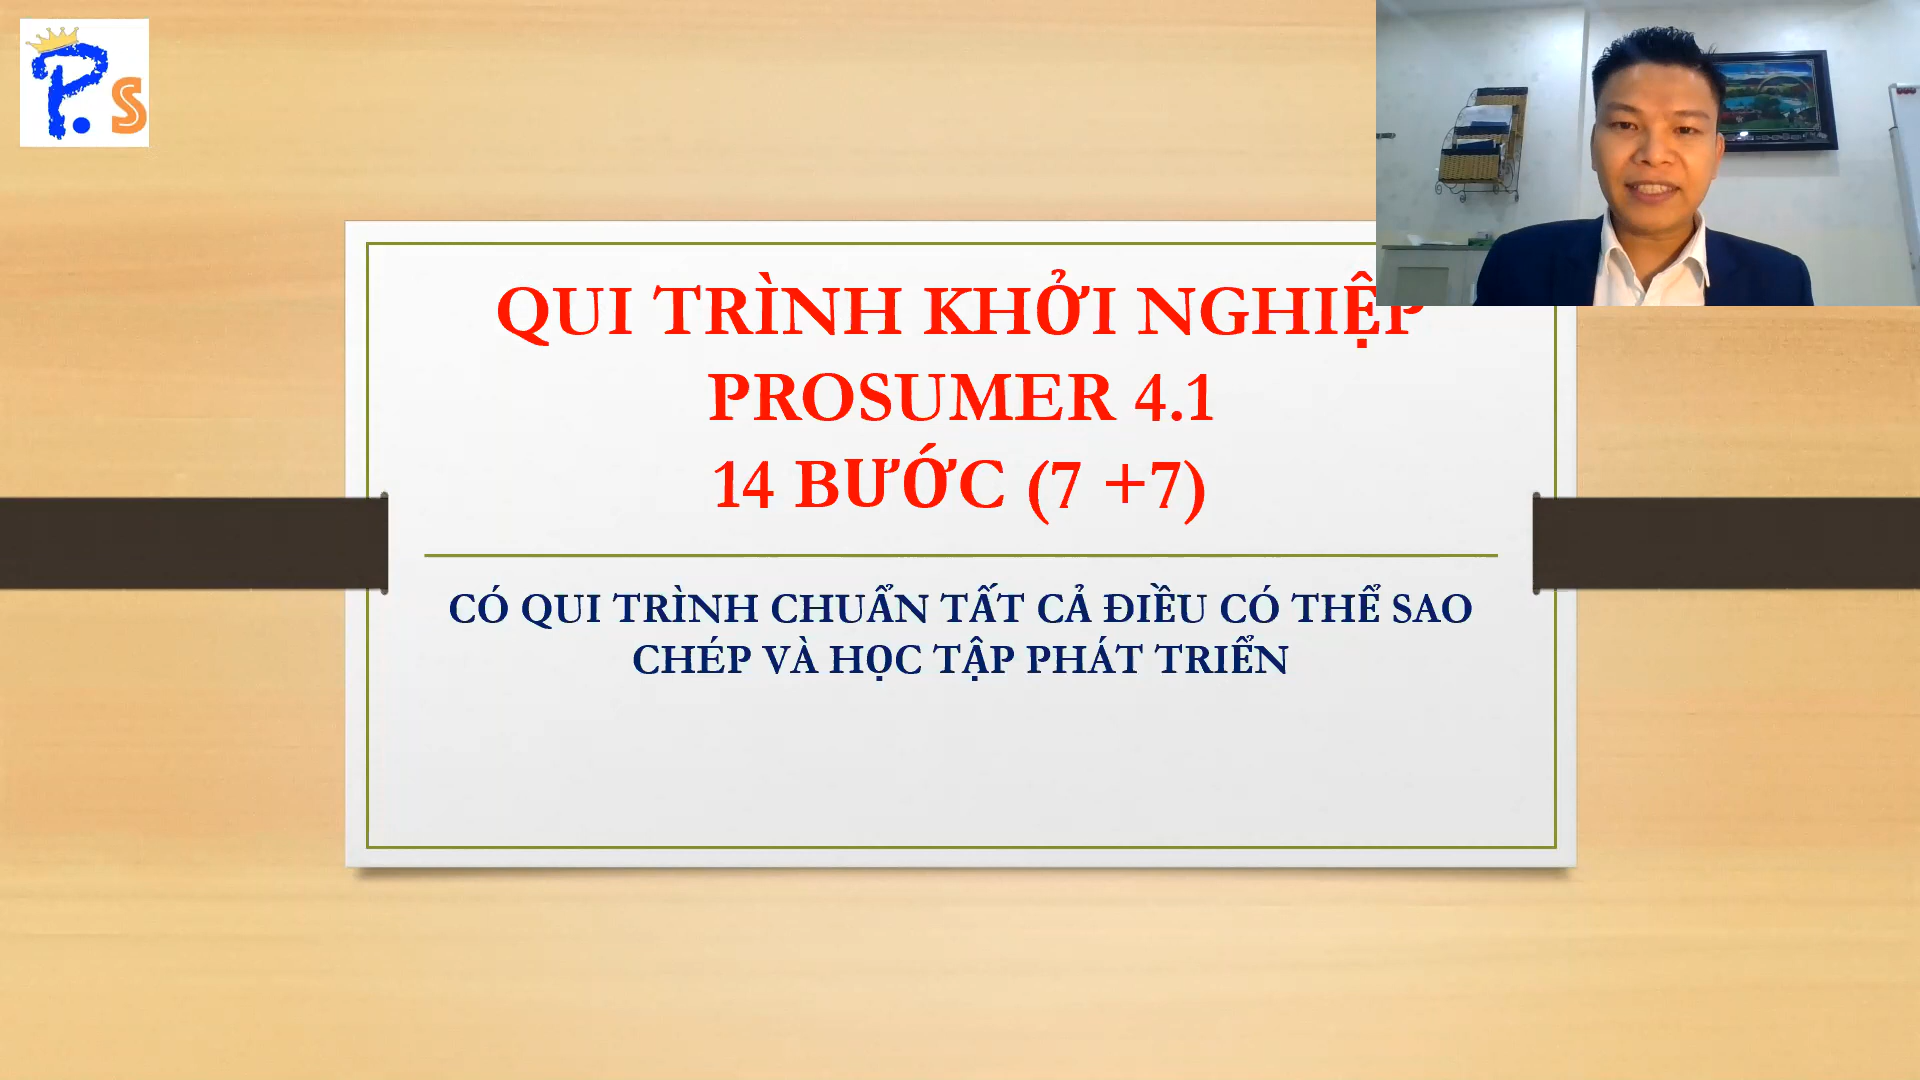 P.s
QUI TRÌNH KHỞI NGHIỆP
PROSUMER 4.1
14 BƯỚC (7 +7)
CÓ QUI TRÌNH CHUẨN TẤT CẢ ĐIỀU CÓ THỂ SAO
CHÉP VÀ HỌC TẬP PHÁT TRIỂN